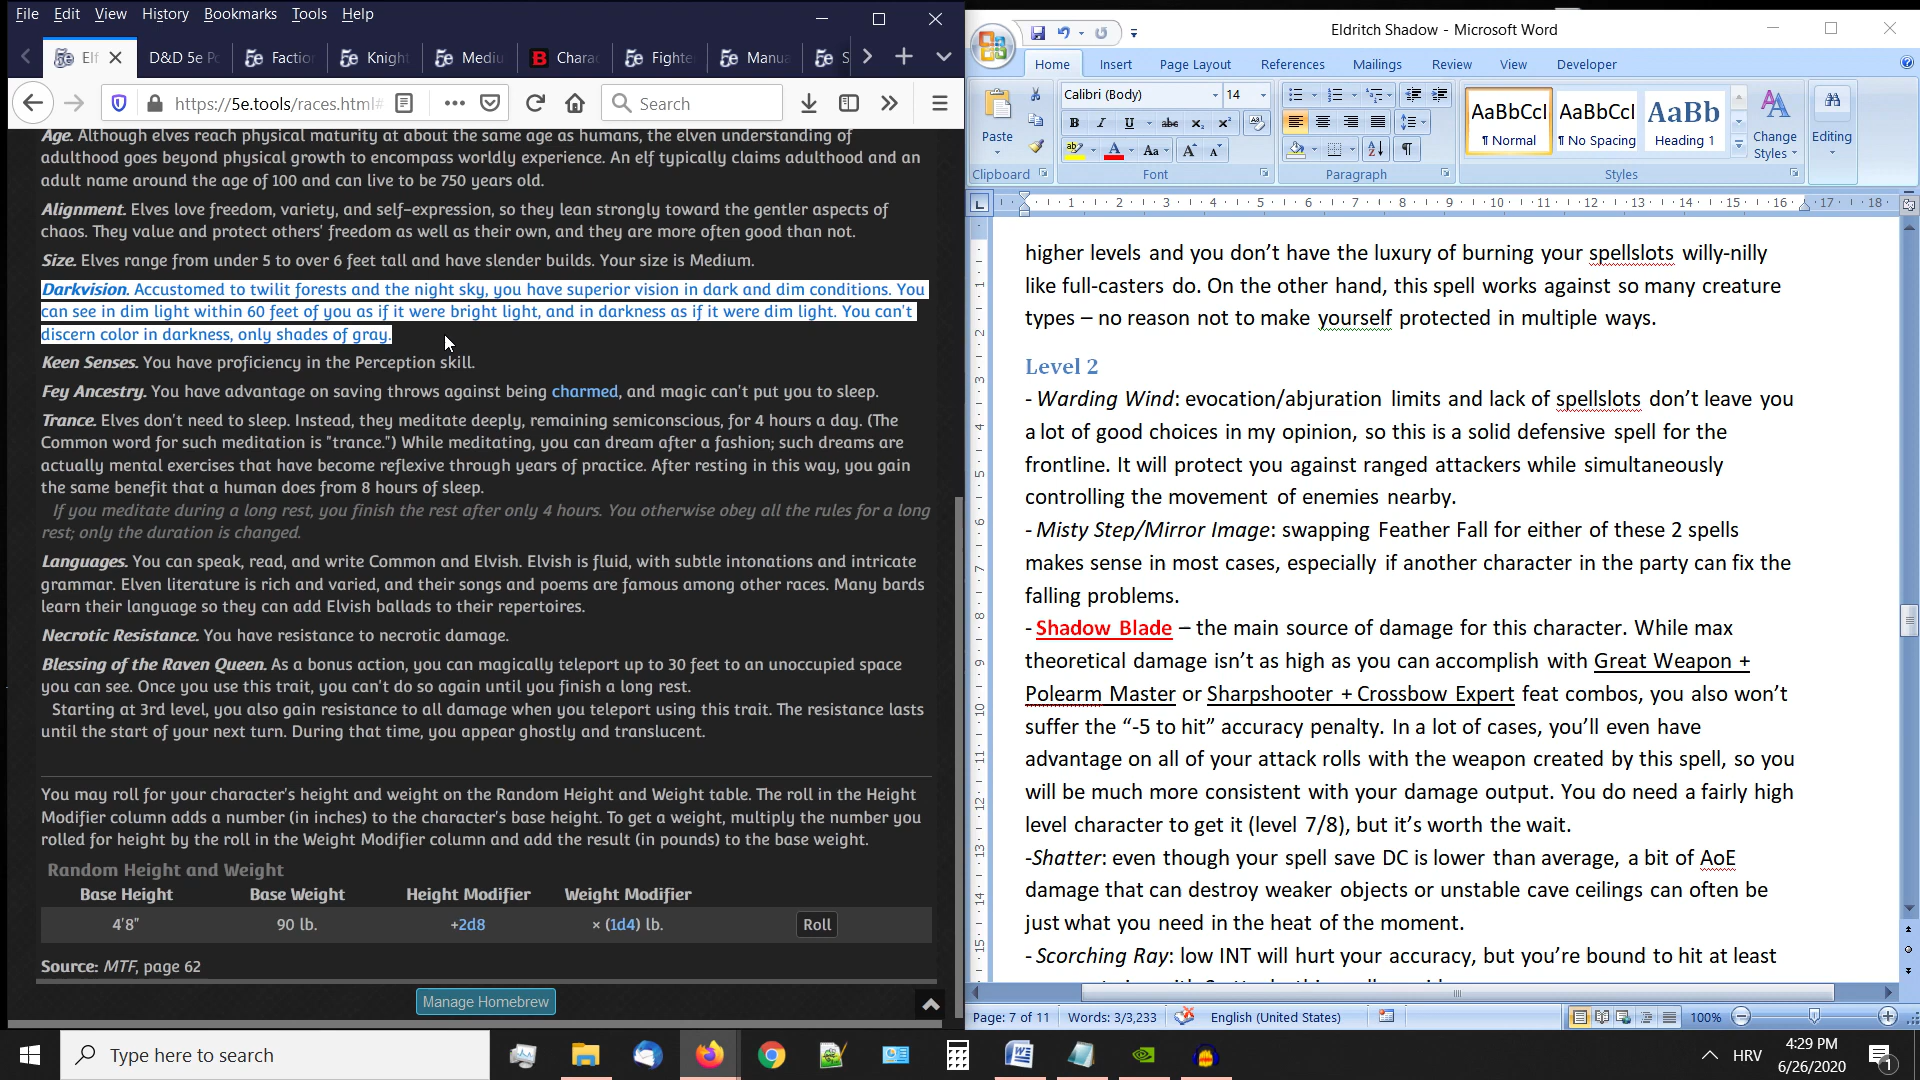 File Edit View History Bookmarks Tools Help
Elf D&D 5e Po Faction Knight Mediu Charac Fighte Manua S
https://5e.tools/races.html# Search
Age. Although elves reach physical maturity at about the same age as humans, the elven understanding of
adulthood goes beyond physical growth to encompass worldly experience. An elf typically claims adulthood and an
adult name around the age of 100 and can live to be 750 years old.
Alignment. Elves love freedom, variety, and self-expression, so they lean strongly toward the gentler aspects of
chaos. They value and protect others' freedom as well as their own, and they are more often good than not.
Size. Elves range from under 5 to over 6 feet tall and have slender builds. Your size is Medium.
Darkvision. Accustomed to twilit forests and the night sky, you have superior vision in dark and dim conditions. You
can see in dim light within 60 feet of you as if it were bright light, and in darkness as if it were dim light. You can't
discern color in darkness, only shades of gray.
Keen Senses. You have proficiency in the Perception skill.
Fey Ancestry. You have advantage on saving throws against being charmed, and magic can't put you to sleep.
Trance. Elves don't need to sleep. Instead, they meditate deeply, remaining semiconscious, for 4 hours a day. (The
Common word for such meditation is "trance.") While meditating, you can dream after a fashion; such dreams are
actually mental exercises that have become reflexive through years of practice. After resting in this way, you gain
the same benefit that a human does from 8 hours of sleep.
If you meditate during a long rest, you finish the rest after only 4 hours. You otherwise obey all the rules for a long
rest; only the duration is changed.
Languages. You can speak, read, and write Common and Elvish. Elvish is fluid, with subtle intonations and intricate
grammar. Elven literature is rich and varied, and their songs and poems are famous among other races. Many bards
learn their language so they can add Elvish ballads to their repertoires.
Necrotic Resistance. You have resistance to necrotic damage.
Blessing of the Raven Queen. As a bonus action, you can magically teleport up to 30 feet to an unoccupied space
you can see. Once you use this trait, you can't do so again until you finish a long rest.
Starting at 3rd level, you also gain resistance to all damage when you teleport using this trait. The resistance lasts
until the start of your next turn. During that time, you appear ghostly and translucent.
You may roll for your character's height and weight on the Random Height and Weight table. The roll in the Height
Modifier column adds a number (in inches) to the character's base height. To get a weight, multiply the number you
rolled for height by the roll in the Weight Modifier column and add the result (in pounds) to the base weight.
Random Height and Weight
Base Height Base Weight Height Modifier Weight Modifier
4'8" 90 lb. +2d8 × (1d4) lb. Roll
Source: MTF, page 62
Manage Homebrew
Eldritch Shadow - Microsoft Word
Home Insert Page Layout References Mailings Review View Developer
Calibri (Body) 14
Paste
AaBbCcI AaBbCcI AaBb
¶ Normal ¶ No Spacing Heading 1
Change Styles
Editing
Clipboard Font Paragraph Styles
1 2 3 4 5 6 7 8 9 10 11 12 13 14 15 16 17 18
higher levels and you don't have the luxury of burning your spellslots willy-nilly
like full-casters do. On the other hand, this spell works against so many creature
types – no reason not to make yourself protected in multiple ways.
Level 2
- Warding Wind: evocation/abjuration limits and lack of spellslots don't leave you
a lot of good choices in my opinion, so this is a solid defensive spell for the
frontline. It will protect you against ranged attackers while simultaneously
controlling the movement of enemies nearby.
- Misty Step/Mirror Image: swapping Feather Fall for either of these 2 spells
makes sense in most cases, especially if another character in the party can fix the
falling problems.
- Shadow Blade – the main source of damage for this character. While max
theoretical damage isn't as high as you can accomplish with Great Weapon +
Polearm Master or Sharpshooter + Crossbow Expert feat combos, you also won't
suffer the "-5 to hit" accuracy penalty. In a lot of cases, you'll even have
advantage on all of your attack rolls with the weapon created by this spell, so you
will be much more consistent with your damage output. You do need a fairly high
level character to get it (level 7/8), but it's worth the wait.
-Shatter: even though your spell save DC is lower than average, a bit of AoE
damage that can destroy weaker objects or unstable cave ceilings can often be
just what you need in the heat of the moment.
- Scorching Ray: low INT will hurt your accuracy, but you're bound to hit at least
Page: 7 of 11 Words: 3/3,233 English (United States) 100%
Type here to search
HRV 4:29 PM
6/26/2020
1